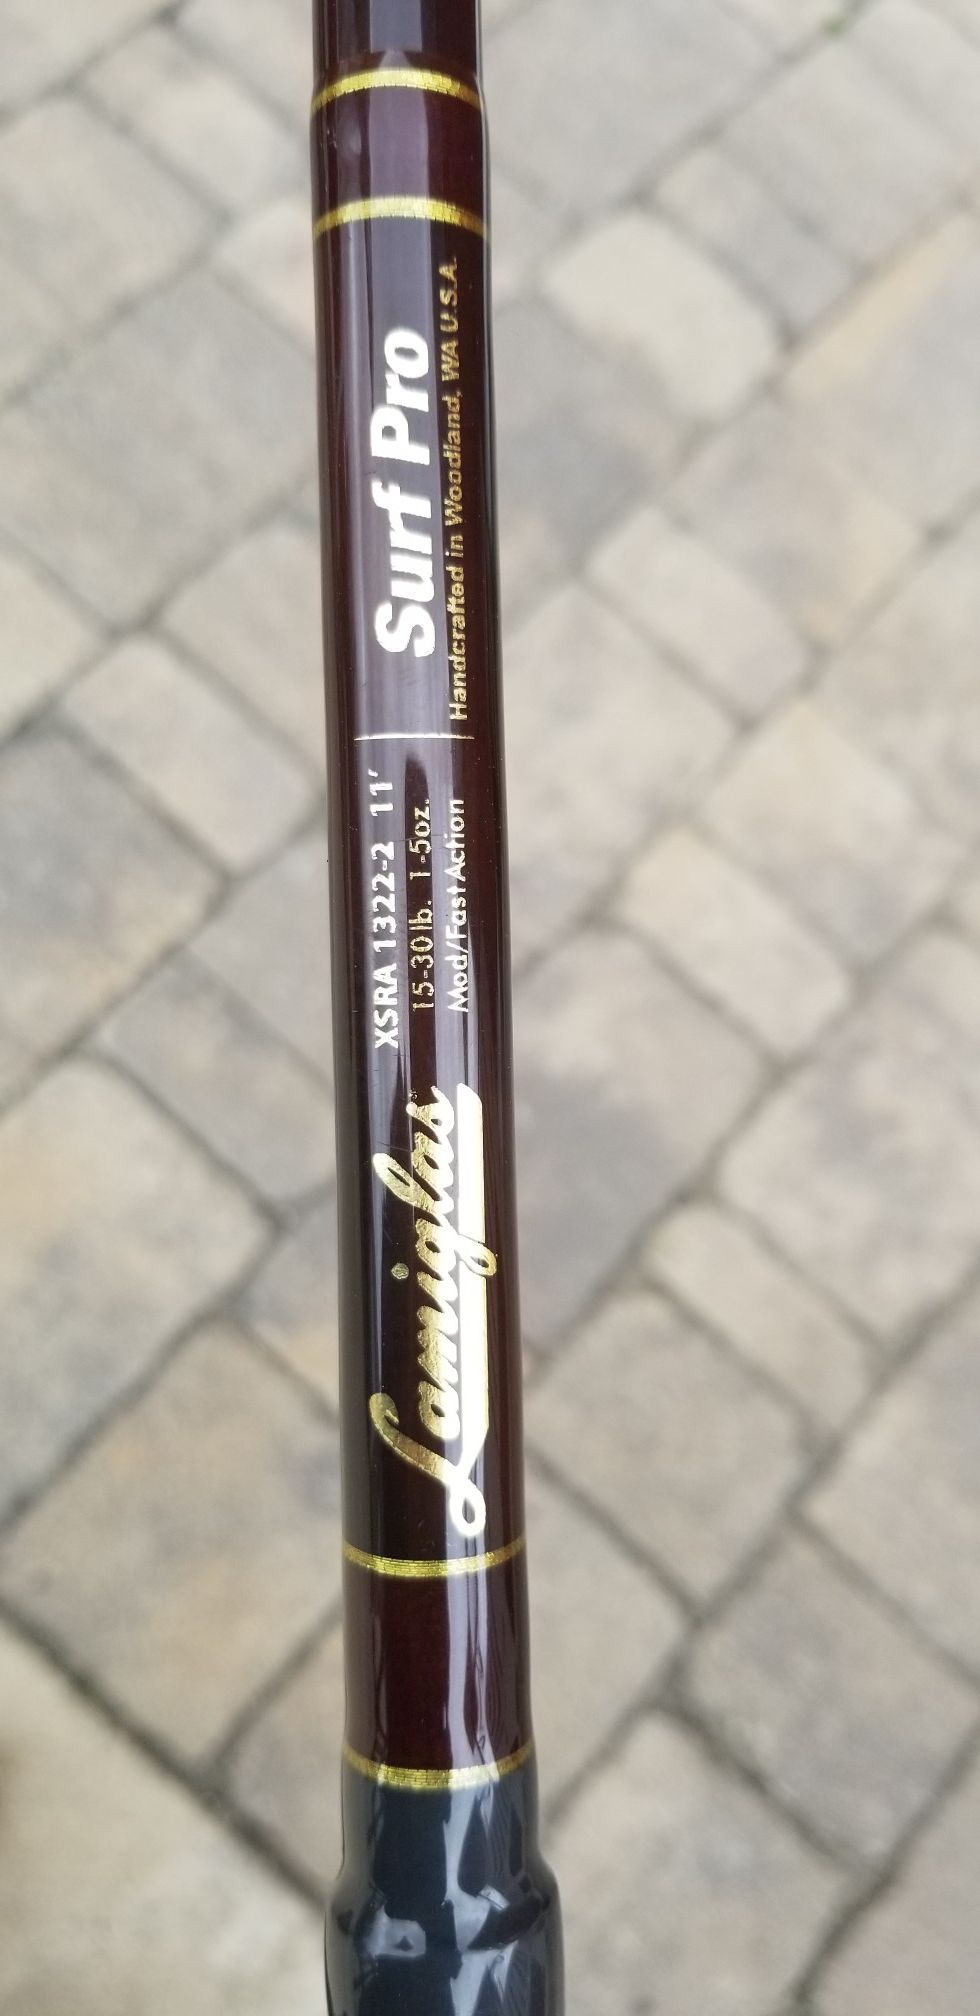 Lamiglas
XSRA 1322-2 11'
15-30lb. 1-5oz.
Mod/Fast Action
Surf Pro
Handcrafted in Woodland, WA U.S.A.